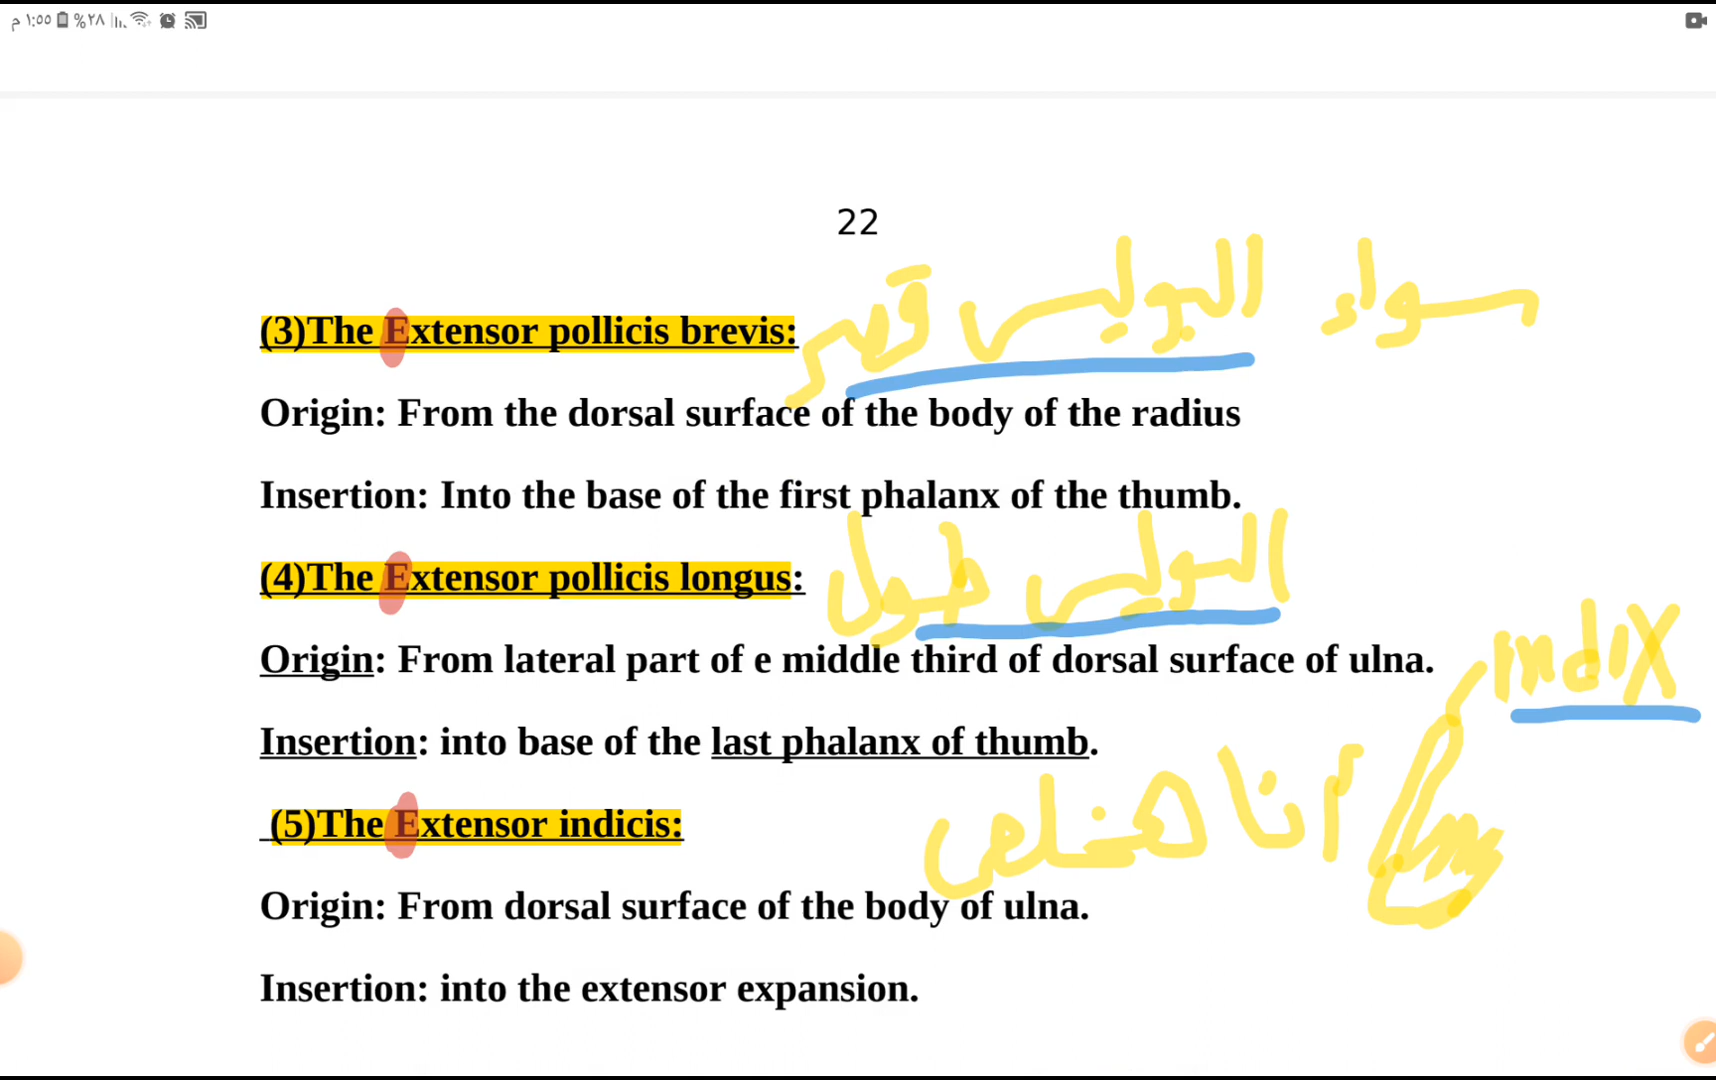 ١:٥٥ م %٢٨
22
سواء البوليس قصر
(3)The Extensor pollicis brevis:
Origin: From the dorsal surface of the body of the radius
Insertion: Into the base of the first phalanx of the thumb.
(4)The Extensor pollicis longus: البوليس طول
Origin: From lateral part of e middle third of dorsal surface of ulna.
indix
Insertion: into base of the last phalanx of thumb.
(5)The Extensor indicis: أنا هخلص
Origin: From dorsal surface of the body of ulna.
Insertion: into the extensor expansion.